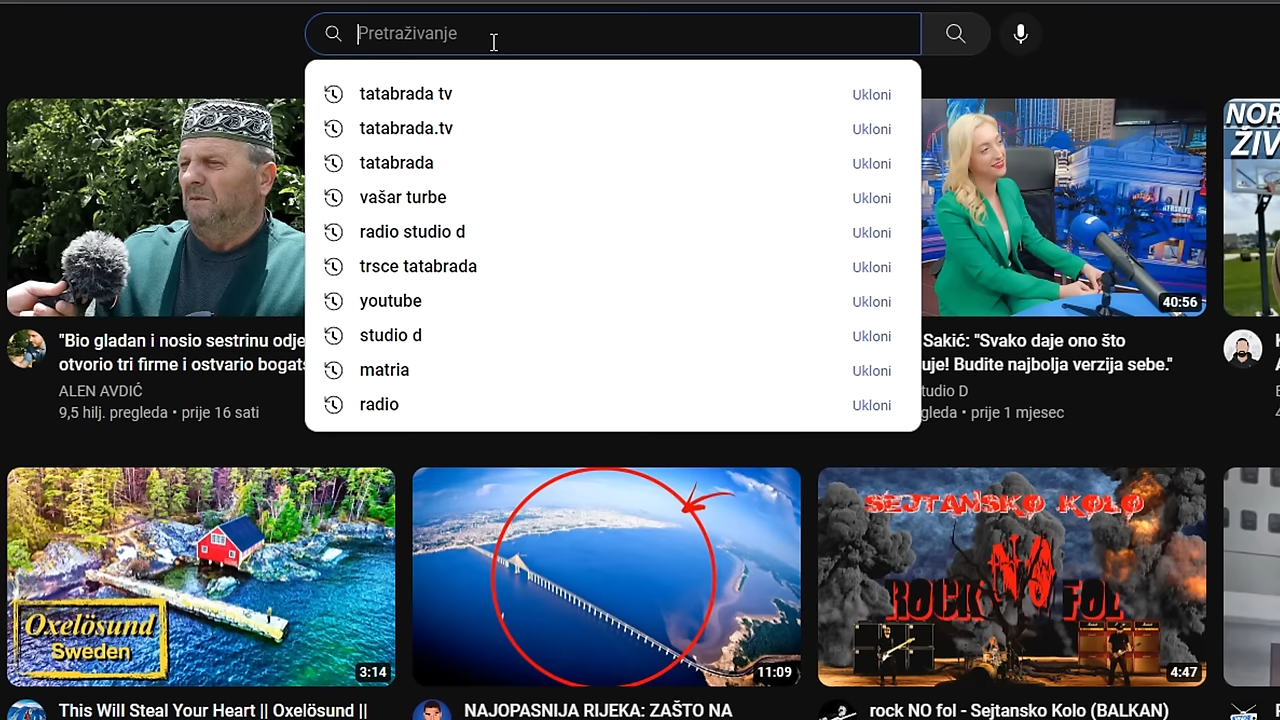 Pretraživanje
tatabrada tv Ukloni
tatabrada.tv Ukloni
tatabrada Ukloni
vašar turbe Ukloni
radio studio d Ukloni
trsce tatabrada Ukloni
youtube Ukloni
studio d Ukloni
matria Ukloni
radio Ukloni
40:56
NOR
ŽIV
"Bio gladan i nosio sestrinu odje
otvorio tri firme i ostvario bogats
ALEN AVDIĆ
9,5 hilj. pregleda • prije 16 sati
Sakić: "Svako daje ono što
uje! Budite najbolja verzija sebe."
tudio D
gleda • prije 1 mjesec
Oxelösund
Sweden
3:14
11:09
SEJTANSKO KOLO
ROCK NO FOL
4:47
This Will Steal Your Heart || Oxelösund ||
NAJOPASNIJA RIJEKA: ZAŠTO NA
rock NO fol - Sejtansko Kolo (BALKAN)